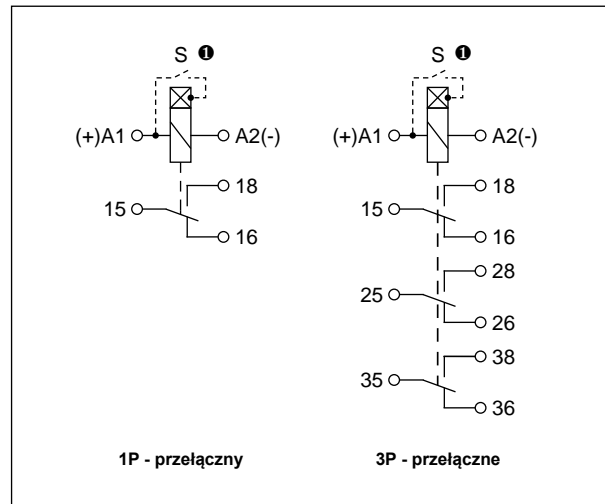 S ❶
(+)A1 A2(-)
18
15
16
1P - przełączny
S ❶
(+)A1 A2(-)
18
15
16
28
25
26
38
35
36
3P - przełączne